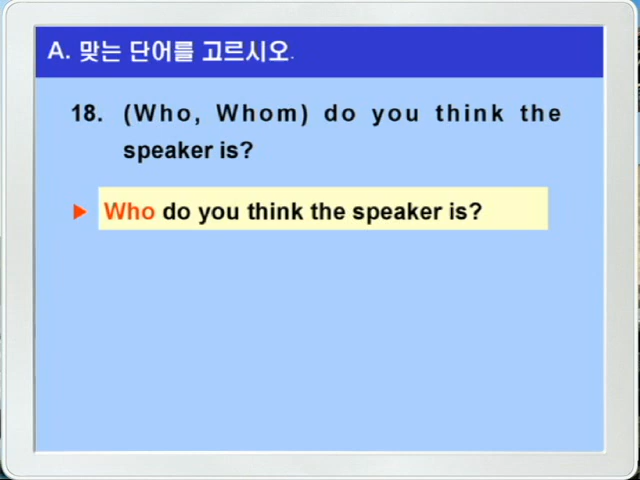 A. 맞는 단어를 고르시오.
18. (Who, Whom) do you think the
speaker is?
Who do you think the speaker is?